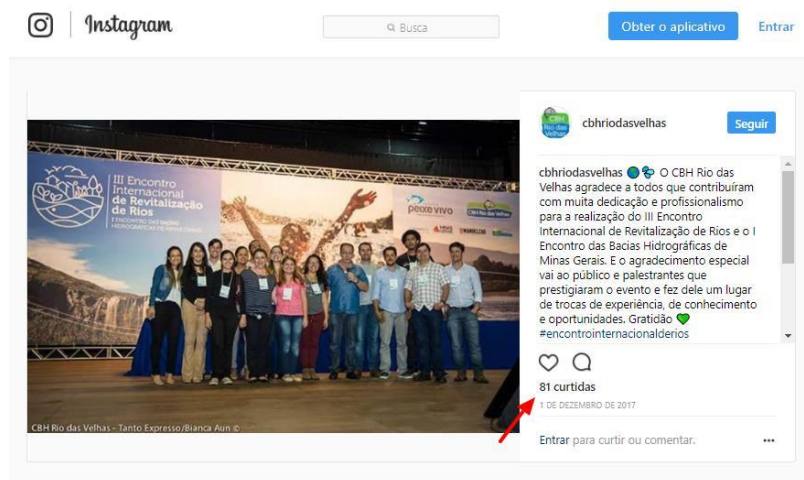 Instagram
Busca
Obter o aplicativo
Entrar
cbhriodasvelhas
Seguir
III Encontro
Internacional
de Revitalização
de Rios
peixe vivo
CBH Rio das Velhas
CBH Rio das Velhas - Tanto Expresso/Bianca Aun ©
cbhriodasvelhas 🌎💦 O CBH Rio das
Velhas agradece a todos que contribuíram
com muita dedicação e profissionalismo
para a realização do III Encontro
Internacional de Revitalização de Rios e o I
Encontro das Bacias Hidrográficas de
Minas Gerais. E o agradecimento especial
vai ao público e palestrantes que
prestigiaram o evento e fez dele um lugar
de trocas de experiência, de conhecimento
e oportunidades. Gratidão 💚
#encontrointernacionalderios
81 curtidas
1 DE DEZEMBRO DE 2017
Entrar para curtir ou comentar.